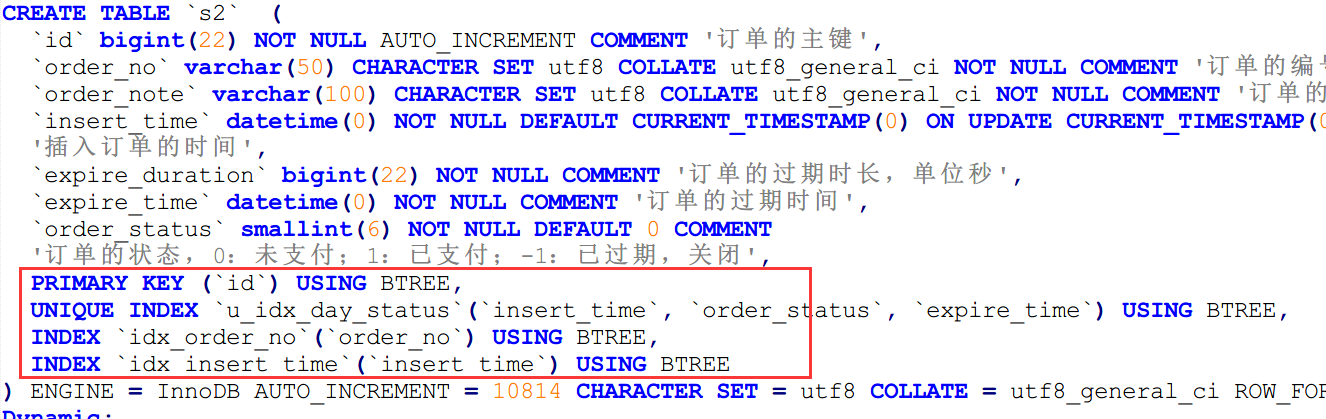 CREATE TABLE `s2`  (
`id` bigint(22) NOT NULL AUTO_INCREMENT COMMENT '订单的主键',
`order_no` varchar(50) CHARACTER SET utf8 COLLATE utf8_general_ci NOT NULL COMMENT '订单的编号
`order_note` varchar(100) CHARACTER SET utf8 COLLATE utf8_general_ci NOT NULL COMMENT '订单的
`insert_time` datetime(0) NOT NULL DEFAULT CURRENT_TIMESTAMP(0) ON UPDATE CURRENT_TIMESTAMP(0
'插入订单的时间',
`expire_duration` bigint(22) NOT NULL COMMENT '订单的过期时长，单位秒',
`expire_time` datetime(0) NOT NULL COMMENT '订单的过期时间',
`order_status` smallint(6) NOT NULL DEFAULT 0 COMMENT
'订单的状态，0：未支付；1：已支付；-1：已过期，关闭',
PRIMARY KEY (`id`) USING BTREE,
UNIQUE INDEX `u_idx_day_status`(`insert_time`, `order_status`, `expire_time`) USING BTREE,
INDEX `idx_order_no`(`order_no`) USING BTREE,
INDEX `idx_insert_time`(`insert_time`) USING BTREE
) ENGINE = InnoDB AUTO_INCREMENT = 10814 CHARACTER SET = utf8 COLLATE = utf8_general_ci ROW_FOR
Dynamic;